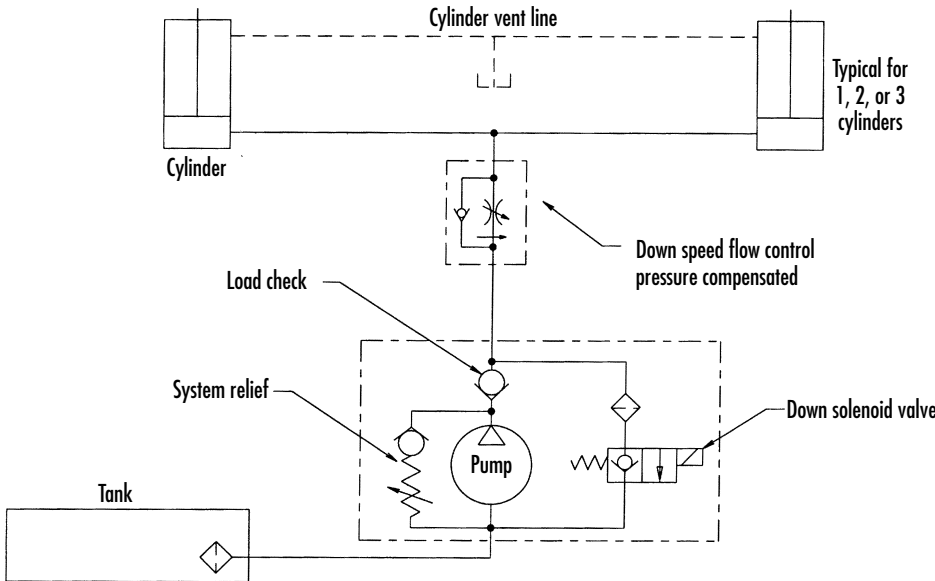 Cylinder vent line
Typical for
1, 2, or 3
cylinders
Cylinder
Down speed flow control
pressure compensated
Load check
System relief
Down solenoid valve
Pump
Tank